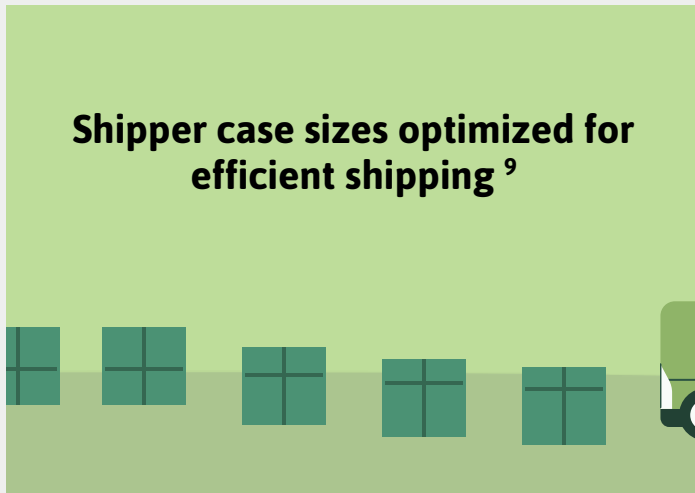 Shipper case sizes optimized for
efficient shipping ⁹